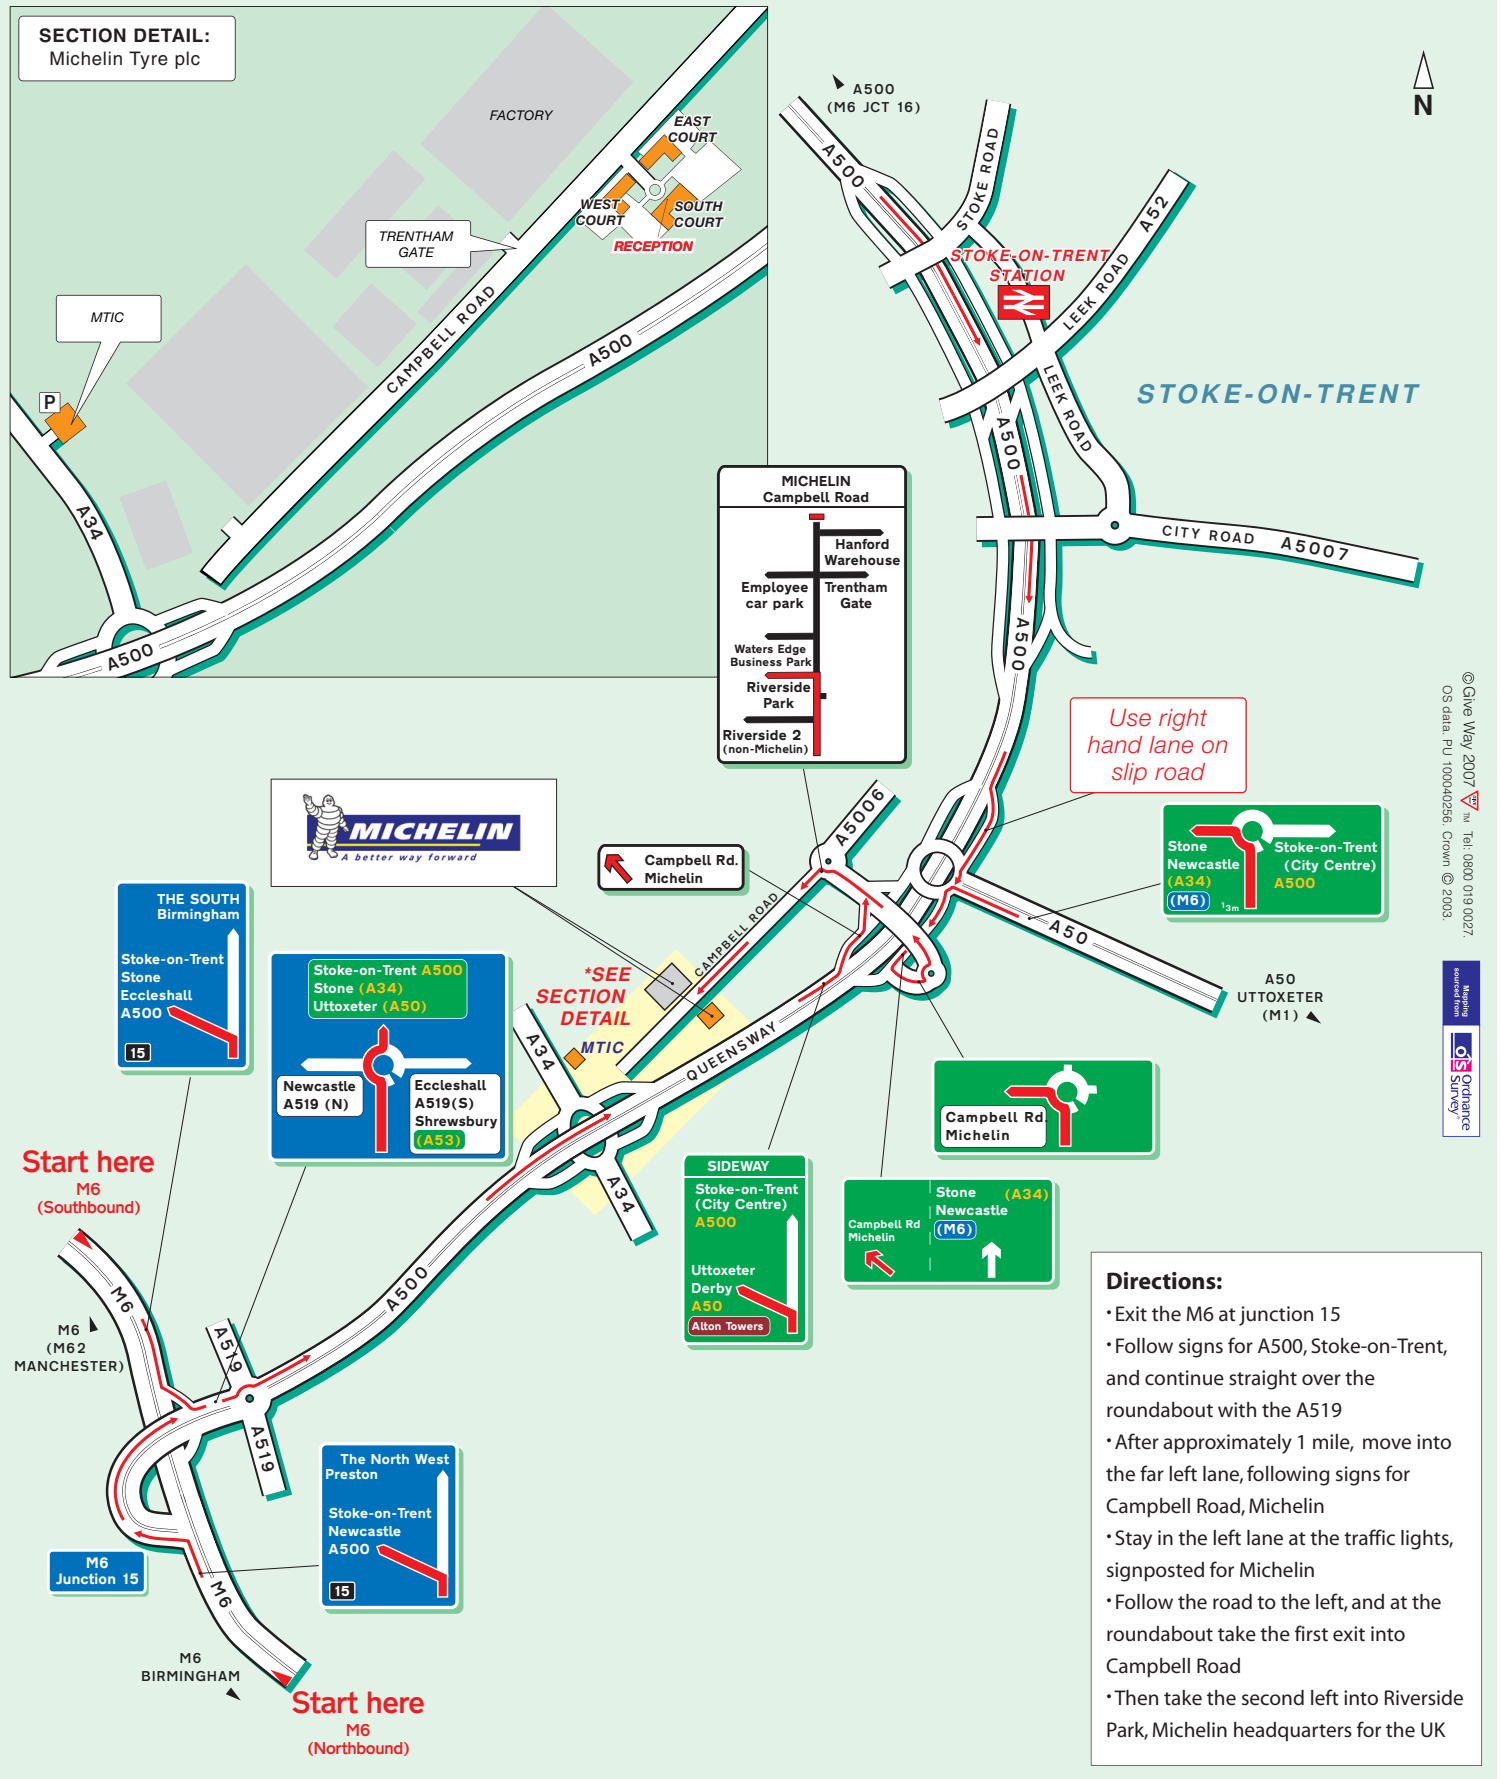 SECTION DETAIL:
Michelin Tyre plc
FACTORY
EAST
COURT
WEST
COURT
SOUTH
COURT
RECEPTION
TRENTHAM
GATE
MTIC
P
CAMPBELL ROAD
A500
A34
A500
A500
(M6 JCT 16)
N
A500
STOKE ROAD
A52
STOKE-ON-TRENT
STATION
LEEK ROAD
LEEK ROAD
STOKE-ON-TRENT
A500
CITY ROAD A5007
A500
MICHELIN
Campbell Road
Hanford
Warehouse
Employee
car park
Trentham
Gate
Waters Edge
Business Park
Riverside
Park
Riverside 2
(non-Michelin)
Use right
hand lane on
slip road
© Give Way 2007 TM Tel: 0800 019 0027.
OS data. PU 100040256. Crown © 2003.
Mapping
sourced from
OS
Ordnance
Survey®
MICHELIN
A better way forward
A5006
Campbell Rd.
Michelin
CAMPBELL ROAD
Stone
Newcastle
(A34)
(M6)
Stoke-on-Trent
(City Centre)
A500
13m
A50
A50
UTTOXETER
(M1)
THE SOUTH
Birmingham
Stoke-on-Trent
Stone
Eccleshall
A500
15
Stoke-on-Trent A500
Stone (A34)
Uttoxeter (A50)
Newcastle
A519 (N)
Eccleshall
A519(S)
Shrewsbury
(A53)
*SEE
SECTION
DETAIL
MTIC
A34
QUEENSWAY
A34
Campbell Rd.
Michelin
SIDEWAY
Stoke-on-Trent
(City Centre)
A500
Uttoxeter
Derby
A50
Alton Towers
Campbell Rd
Michelin
Stone (A34)
Newcastle
(M6)
Start here
M6
(Southbound)
M6
M6
(M62
MANCHESTER)
A519
A500
A519
The North West
Preston
Stoke-on-Trent
Newcastle
A500
15
M6
Junction 15
M6
M6
BIRMINGHAM
Start here
M6
(Northbound)
Directions:
•Exit the M6 at junction 15
•Follow signs for A500, Stoke-on-Trent,
and continue straight over the
roundabout with the A519
•After approximately 1 mile, move into
the far left lane, following signs for
Campbell Road, Michelin
•Stay in the left lane at the traffic lights,
signposted for Michelin
•Follow the road to the left, and at the
roundabout take the first exit into
Campbell Road
•Then take the second left into Riverside
Park, Michelin headquarters for the UK